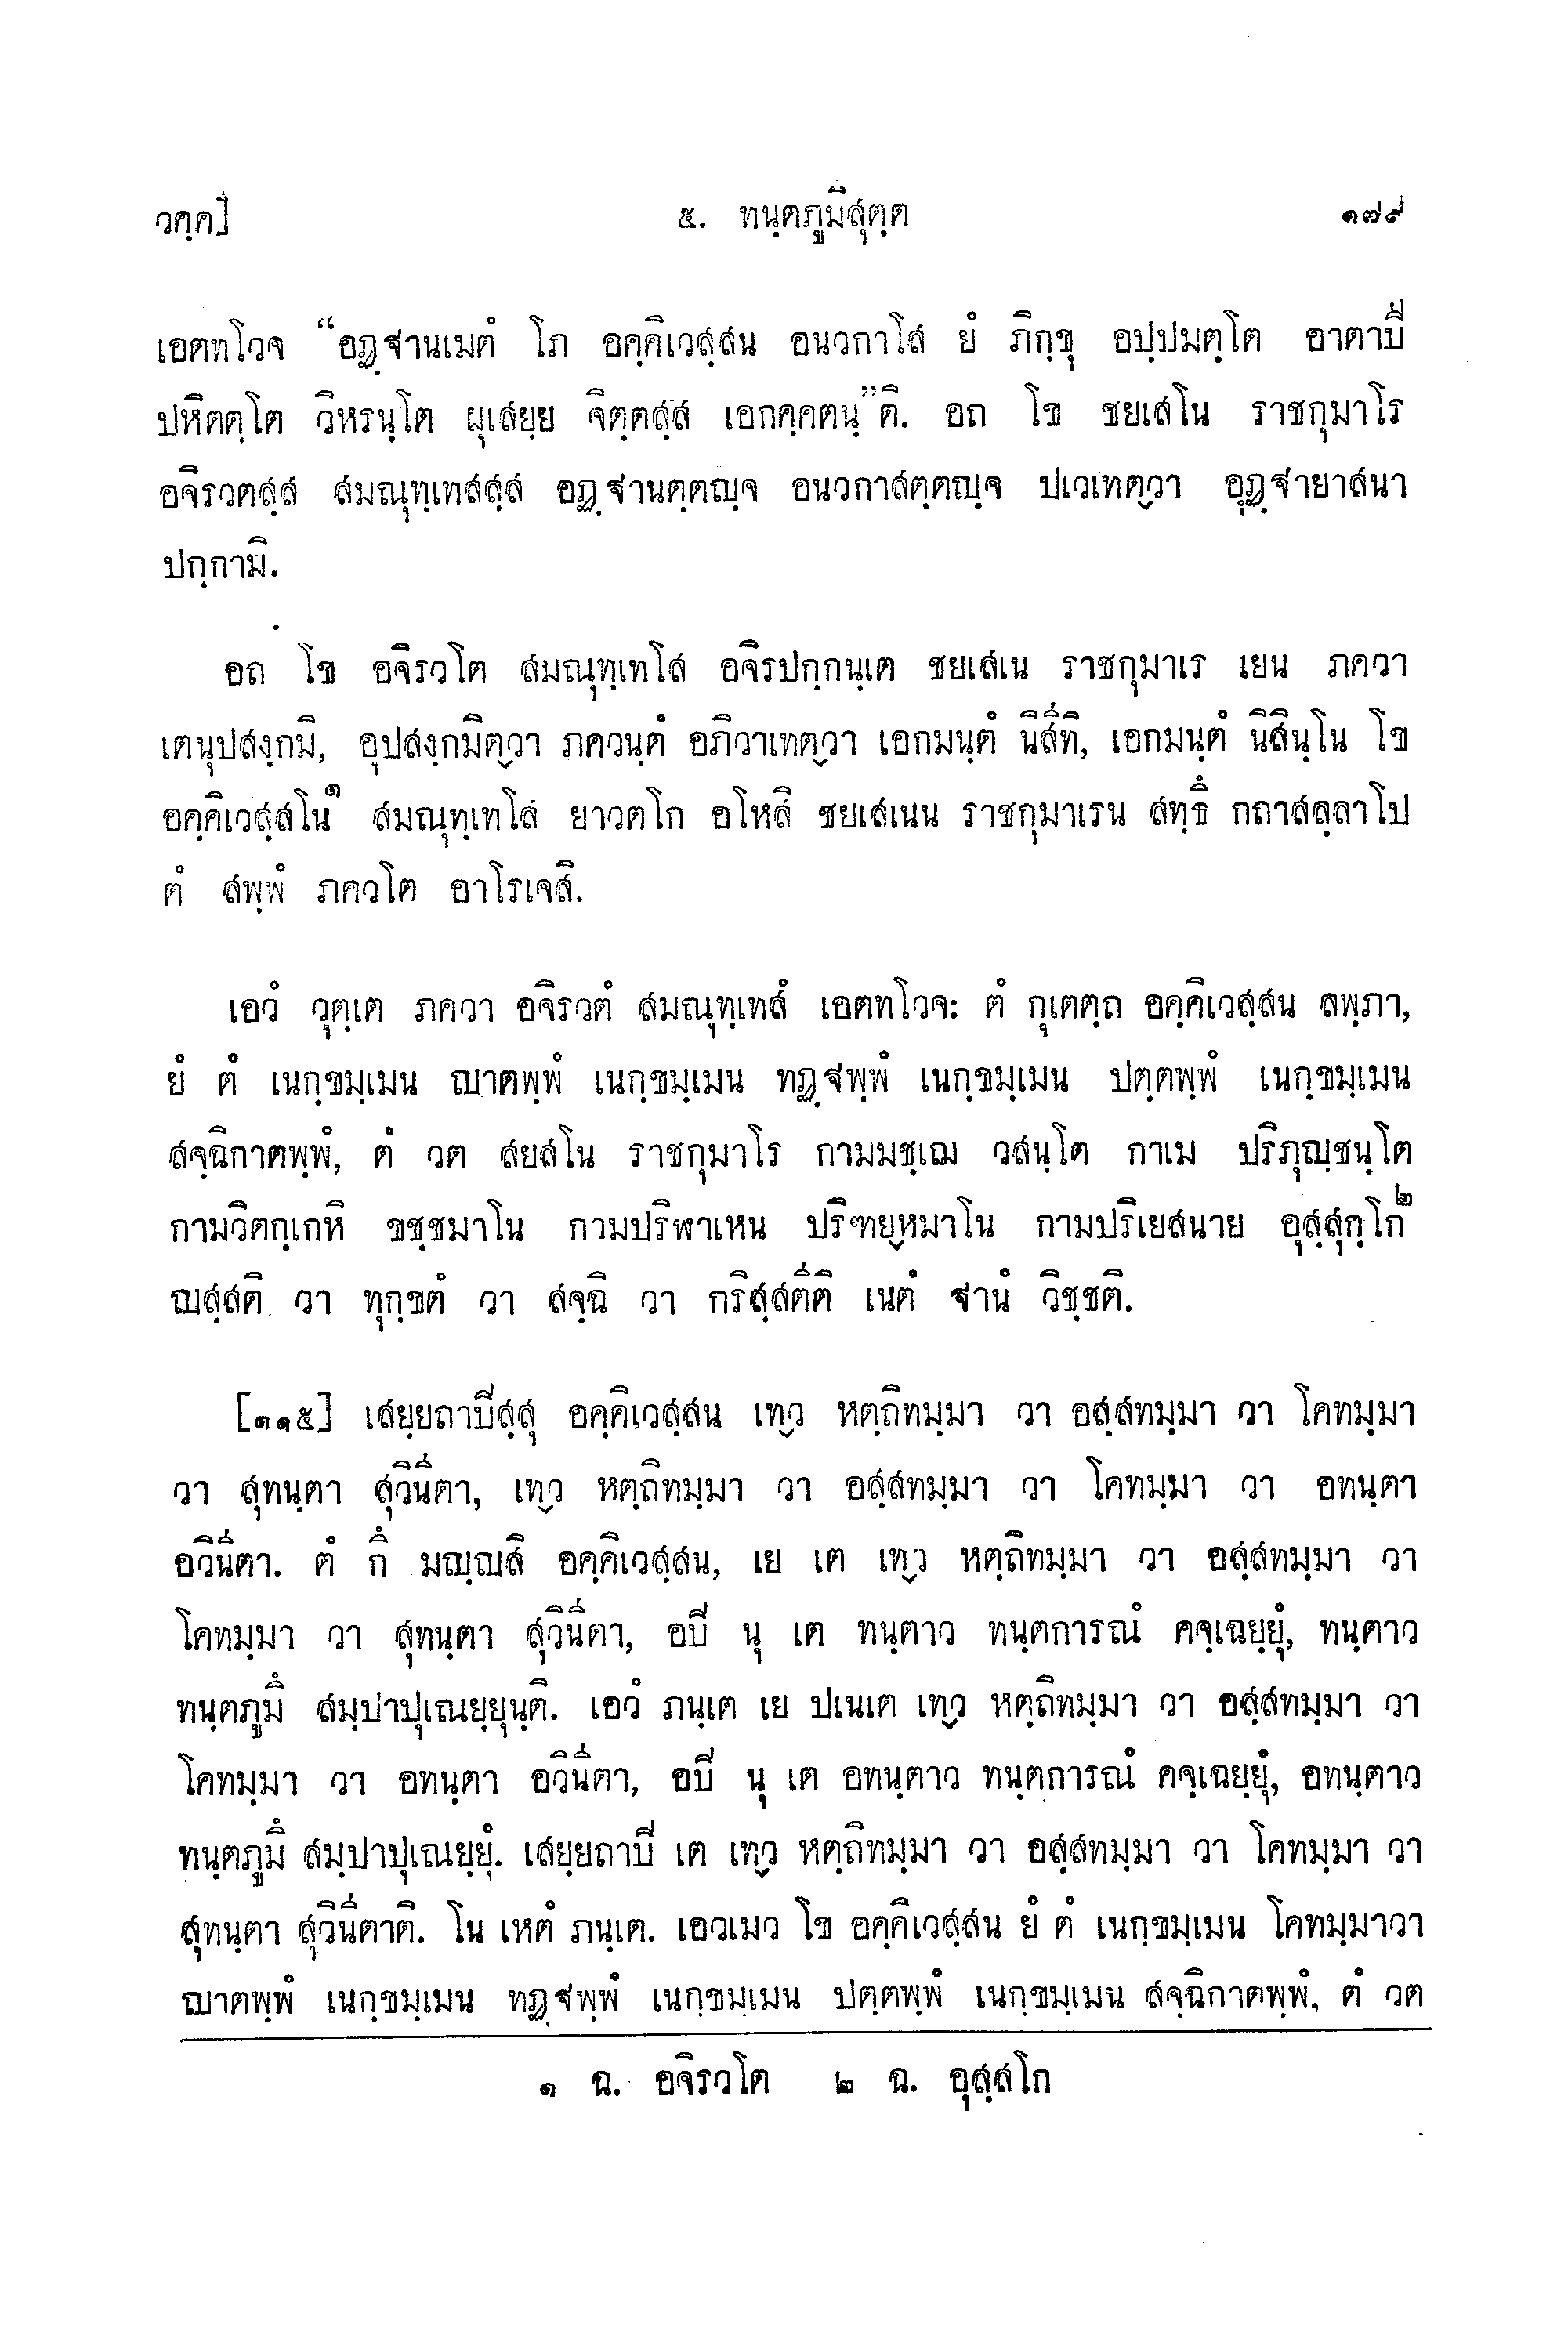 วคฺค]  ๕. ทนฺตภูมิสุตฺต  ๑๗๙
เอตทโวจ “อฏฺฐานเมตํ โภ อคฺคิเวสฺสน อนวกาโส ยํ ภิกฺขุ อปฺปมตฺโต อาตาปี
ปหิตตฺโต วิหรนฺโต ผุเสยฺย จิตฺตสฺส เอกคฺคตนฺ”ติ. อถ โข ชยเสโน ราชกุมาโร
อจิรวตสฺส สมณุทฺเทสสฺส อฏฺฐานตฺตญฺจ อนวกาสตฺตญฺจ ปเวเทตฺวา อุฏฺฐายาสนา
ปกฺกามิ.
อถ โข อจิรวโต สมณุทฺเทโส อจิรปกฺกนฺเต ชยเสเน ราชกุมาเร เยน ภควา
เตนุปสงฺกมิ, อุปสงฺกมิตฺวา ภควนฺตํ อภิวาเทตฺวา เอกมนฺตํ นิสีทิ, เอกมนฺตํ นิสินฺโน โข
อคฺคิเวสฺสโน๑ สมณุทฺเทโส ยาวตโก อโหสิ ชยเสเนน ราชกุมาเรน สทฺธึ กถาสลฺลาโป
ตํ สพฺพํ ภควโต อาโรเจสิ.
เอวํ วุตฺเต ภควา อจิรวตํ สมณุทฺเทสํ เอตทโวจ: ตํ กุเตตฺถ อคฺคิเวสฺสน ลพฺภา,
ยํ ตํ เนกฺขมฺเมน ญาตพฺพํ เนกฺขมฺเมน ทฏฺฐพฺพํ เนกฺขมฺเมน ปตฺตพฺพํ เนกฺขมฺเมน
สจฺฉิกาตพฺพํ, ตํ วต สยสโน ราชกุมาโร กามมชฺเฌ วสนฺโต กาเม ปริภุญฺชนฺโต
กามวิตกฺเกหิ ขชฺชมาโน กามปริฬาเหน ปริฑยฺหมาโน กามปริเยสนาย อุสฺสุกฺโก๒
ญสฺสติ วา ทุกฺขตํ วา สจฺฉิ วา กริสฺสตีติ เนตํ ฐานํ วิชฺชติ.
[๑๑๕] เสยฺยถาปีสฺสุ อคฺคิเวสฺสน เทฺว หตฺถิทมฺมา วา อสฺสทมฺมา วา โคทมฺมา
วา สุทนฺตา สุวินีตา, เทฺว หตฺถิทมฺมา วา อสฺสทมฺมา วา โคทมฺมา วา อทนฺตา
อวินีตา. ตํ กึ มญฺญสิ อคฺคิเวสฺสน, เย เต เทฺว หตฺถิทมฺมา วา อสฺสทมฺมา วา
โคทมฺมา วา สุทนฺตา สุวินีตา, อปี นุ เต ทนฺตาว ทนฺตการณํ คจฺเฉยฺยุํ, ทนฺตาว
ทนฺตภูมึ สมฺปาปุเณยฺยุนฺติ. เอวํ ภนฺเต เย ปเนเต เทฺว หตฺถิทมฺมา วา อสฺสทมฺมา วา
โคทมฺมา วา อทนฺตา อวินีตา, อปี นุ เต อทนฺตาว ทนฺตการณํ คจฺเฉยฺยุํ, อทนฺตาว
ทนฺตภูมึ สมฺปาปุเณยฺยุํ. เสยฺยถาปี เต เทฺว หตฺถิทมฺมา วา อสฺสทมฺมา วา โคทมฺมา วา
สุทนฺตา สุวินีตาติ. โน เหตํ ภนฺเต. เอวเมว โข อคฺคิเวสฺสน ยํ ตํ เนกฺขมฺเมน โคทมฺมาวา
ญาตพฺพํ เนกฺขมฺเมน ทฏฺฐพฺพํ เนกฺขมฺเมน ปตฺตพฺพํ เนกฺขมฺเมน สจฺฉิกาตพฺพํ, ตํ วต
๑ ฉ. อจิรวโต  ๒ ฉ. อุสฺสโก